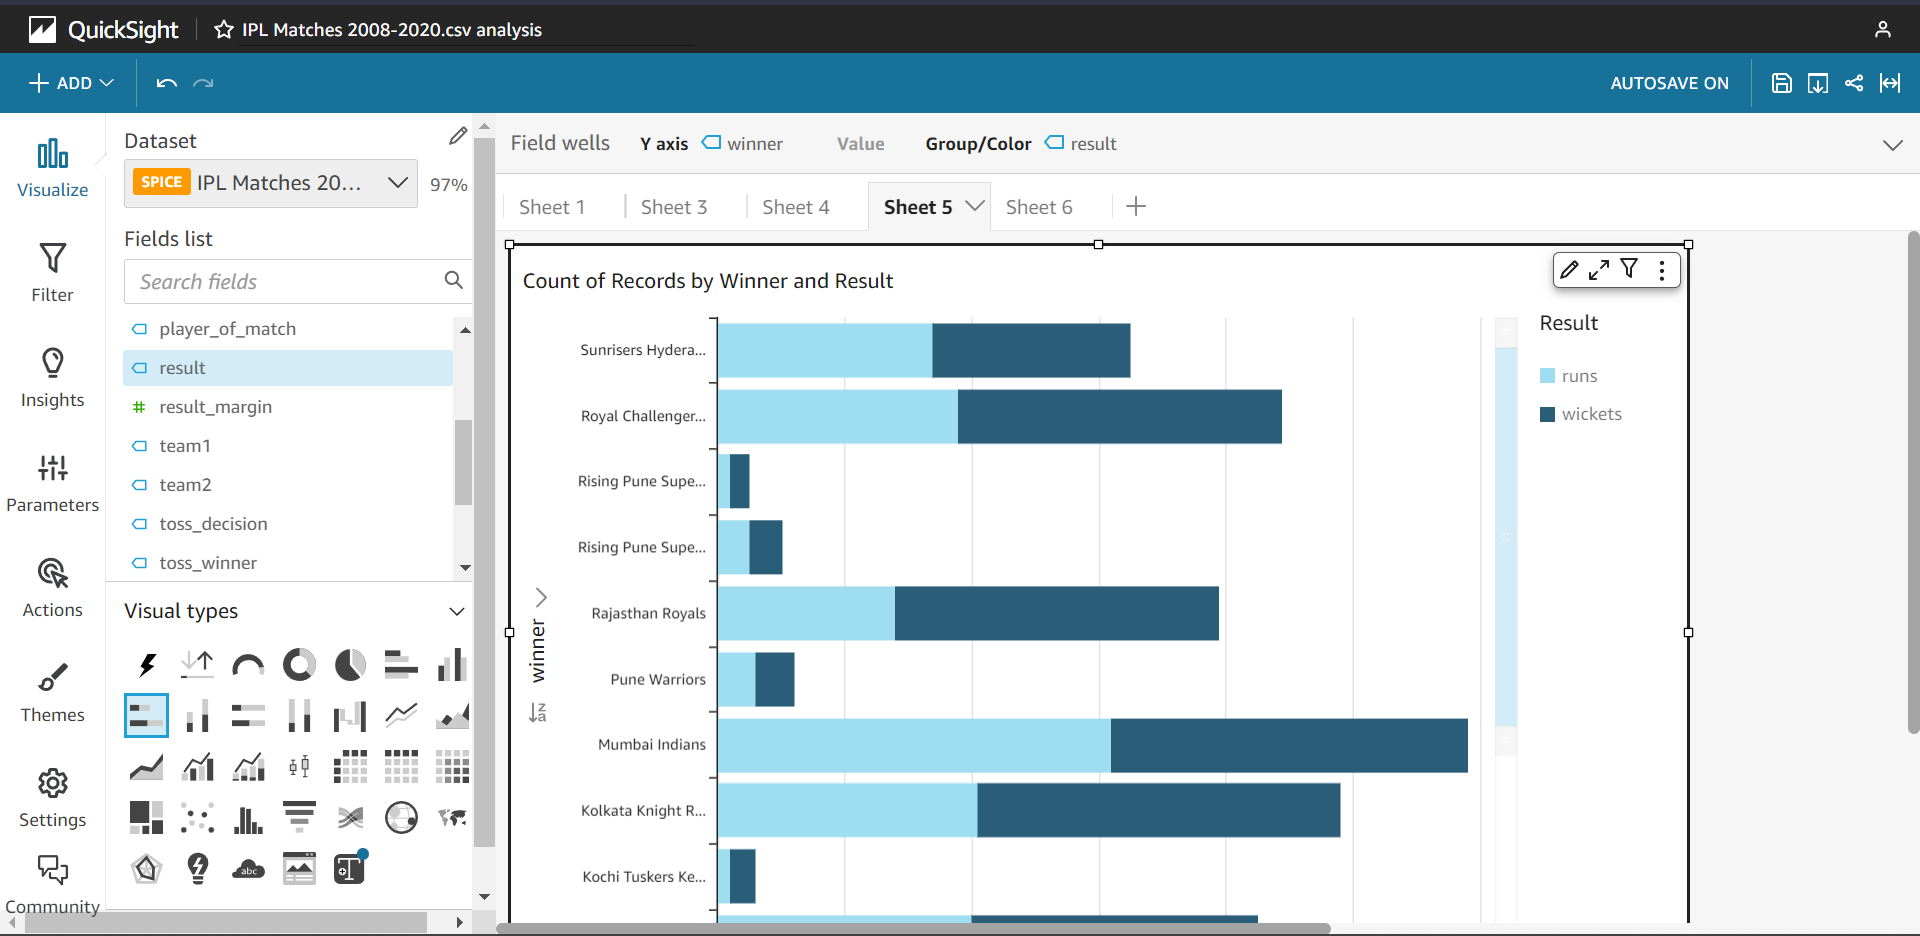 QuickSight
IPL Matches 2008-2020.csv analysis
ADD
AUTOSAVE ON
Visualize
Filter
Insights
Parameters
Actions
Themes
Settings
Community
Dataset
SPICE IPL Matches 20... 97%
Fields list
Search fields
player_of_match
result
result_margin
team1
team2
toss_decision
toss_winner
Visual types
abc
Field wells Y axis winner Value Group/Color result
Sheet 1 Sheet 3 Sheet 4 Sheet 5 Sheet 6
Count of Records by Winner and Result
winner
Sunrisers Hydera...
Royal Challenger...
Rising Pune Supe...
Rising Pune Supe...
Rajasthan Royals
Pune Warriors
Mumbai Indians
Kolkata Knight R...
Kochi Tuskers Ke...
Result
runs
wickets